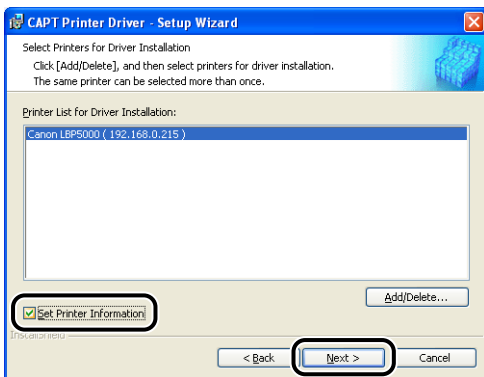 CAPT Printer Driver - Setup Wizard
Select Printers for Driver Installation
Click [Add/Delete], and then select printers for driver installation.
The same printer can be selected more than once.
Printer List for Driver Installation:
Canon LBP5000 ( 192.168.0.215 )
Add/Delete...
Set Printer Information
InstallShield
< Back Next > Cancel